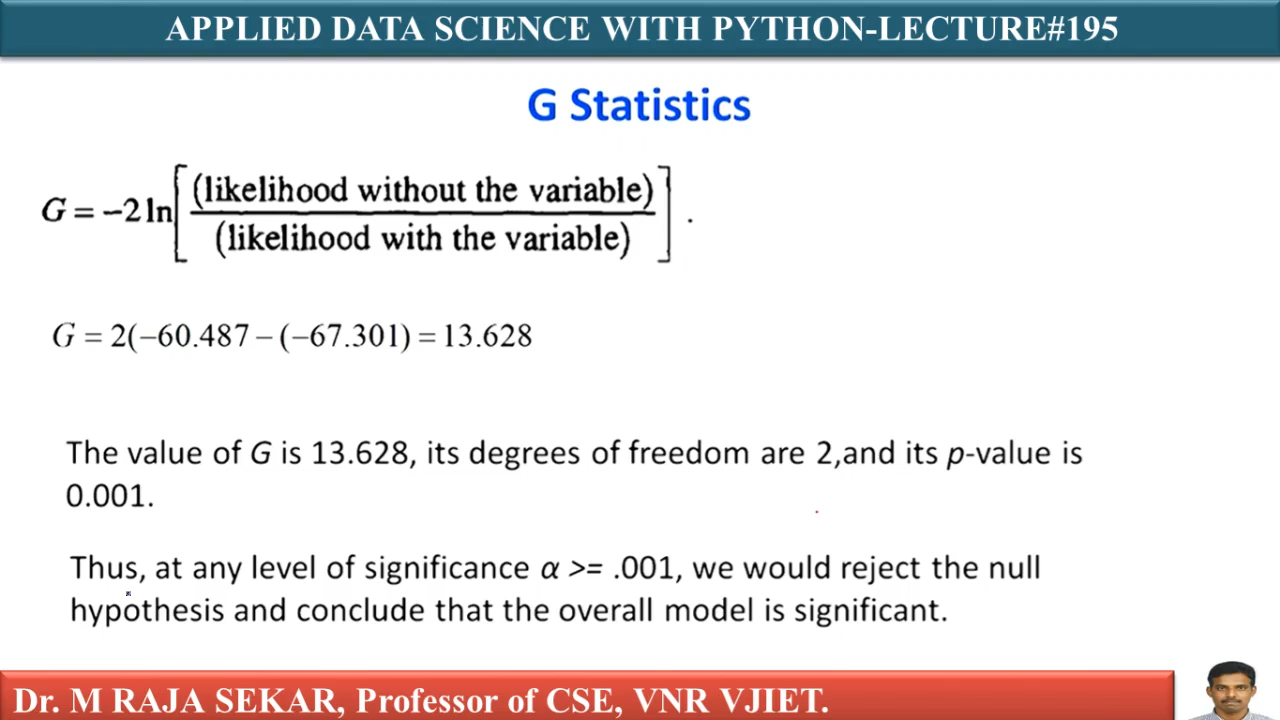 APPLIED DATA SCIENCE WITH PYTHON-LECTURE#195
G Statistics
G = −2 ln[(likelihood without the variable) / (likelihood with the variable)].
G = 2(−60.487 − (−67.301) = 13.628
The value of G is 13.628, its degrees of freedom are 2,and its p-value is
0.001.
Thus, at any level of significance α >= .001, we would reject the null
hypothesis and conclude that the overall model is significant.
Dr. M RAJA SEKAR, Professor of CSE, VNR VJIET.